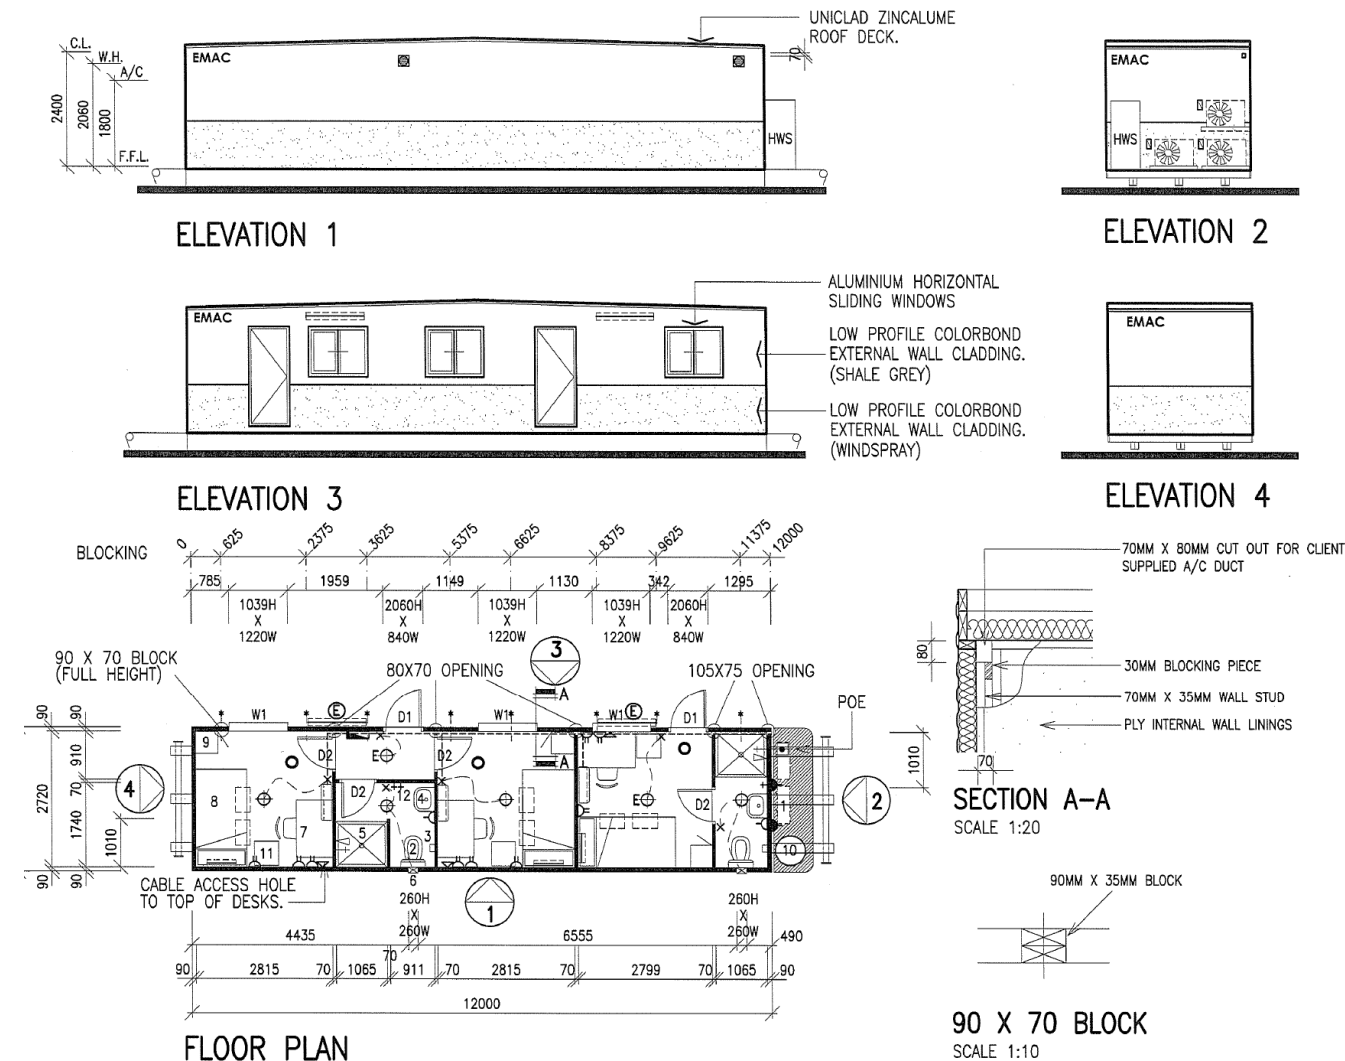 UNICLAD ZINCALUME
ROOF DECK.
C.L.
W.H.
A/C
2400
2060
1800
F.F.L.
EMAC
70
HWS
ELEVATION 1
EMAC
HWS
ELEVATION 2
EMAC
ALUMINIUM HORIZONTAL
SLIDING WINDOWS
LOW PROFILE COLORBOND
EXTERNAL WALL CLADDING.
(SHALE GREY)
LOW PROFILE COLORBOND
EXTERNAL WALL CLADDING.
(WINDSPRAY)
ELEVATION 3
EMAC
ELEVATION 4
BLOCKING
0 625 2375 3625 5375 6625 8375 9625 11375 12000
785 1959 1149 1130 342 1295
1039H X 1220W
2060H X 840W
1039H X 1220W
1039H X 1220W
2060H X 840W
90 X 70 BLOCK
(FULL HEIGHT)
80X70 OPENING
3
105X75 OPENING
POE
A
A
W1 E D1 W1 W1 E D1
90 910 70 1740 90
90 2720 90
1010
1010
4
2
9
D2
E
D2
8
D2
12
4
E
D2
1
7
5
3
11
2
10
6
CABLE ACCESS HOLE
TO TOP OF DESKS.
1
260H X 260W
260H X 260W
4435 6555 490
70
90 2815 70 1065 911 70 2815 70 2799 70 1065 90
12000
FLOOR PLAN
70MM X 80MM CUT OUT FOR CLIENT
SUPPLIED A/C DUCT
80
30MM BLOCKING PIECE
70MM X 35MM WALL STUD
PLY INTERNAL WALL LININGS
70
SECTION A-A
SCALE 1:20
90MM X 35MM BLOCK
90 X 70 BLOCK
SCALE 1:10